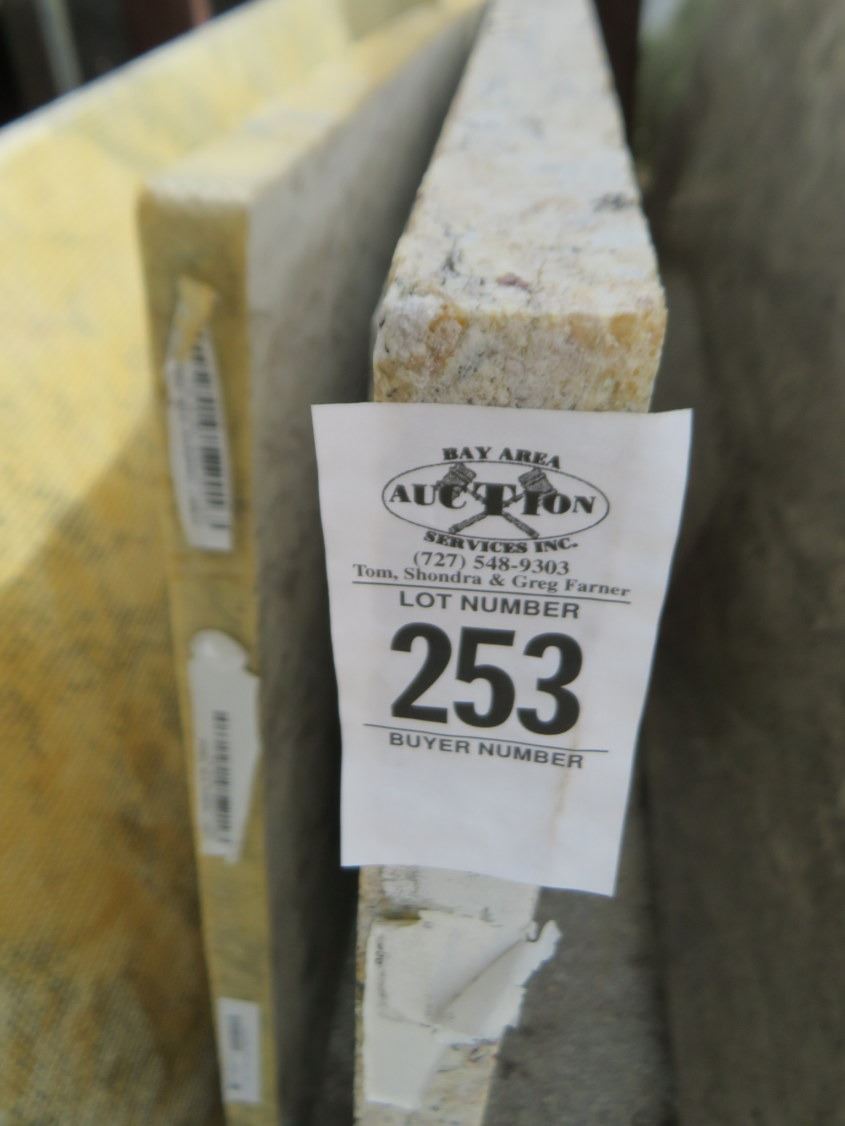 BAY AREA
AUCTION
SERVICES INC.
(727) 548-9303
Tom, Shondra & Greg Farner
LOT NUMBER
253
BUYER NUMBER